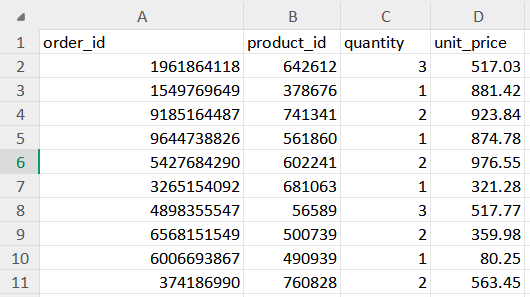 A B C D
1 order_id product_id quantity unit_price
2 1961864118 642612 3 517.03
3 1549769649 378676 1 881.42
4 9185164487 741341 2 923.84
5 9644738826 561860 1 874.78
6 5427684290 602241 2 976.55
7 3265154092 681063 1 321.28
8 4898355547 56589 3 517.77
9 6568151549 500739 2 359.98
10 6006693867 490939 1 80.25
11 374186990 760828 2 563.45